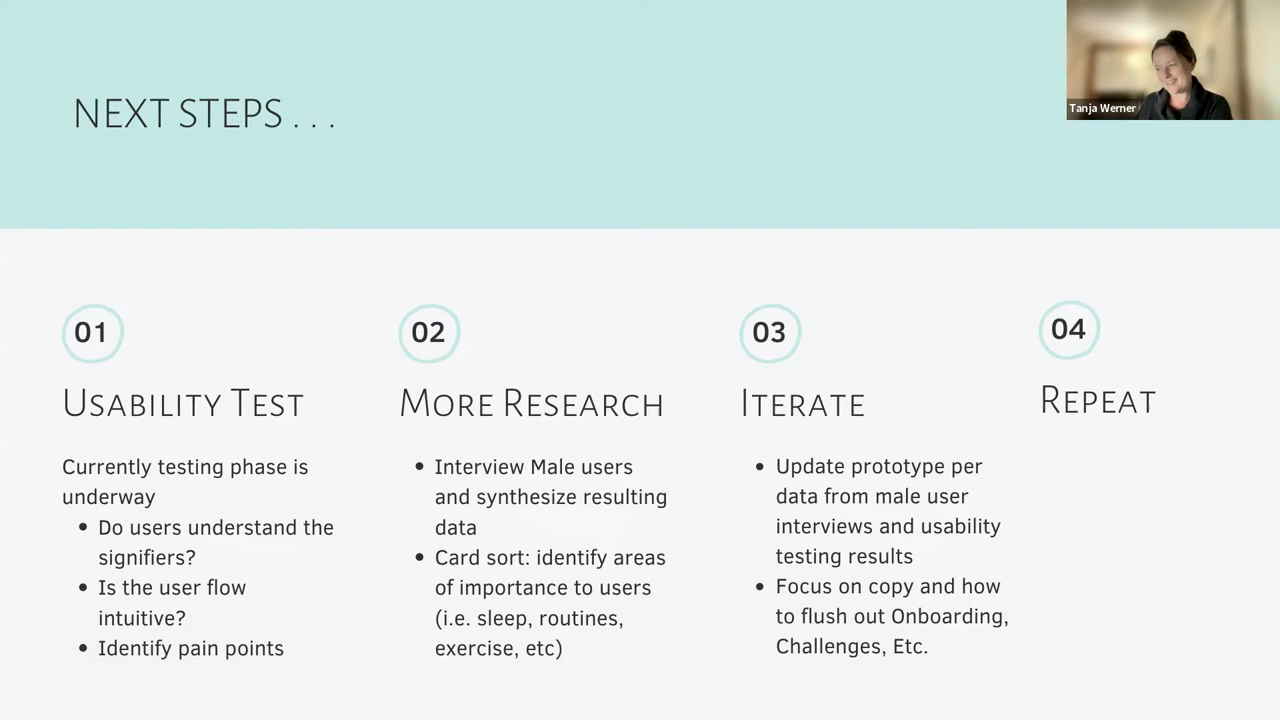 NEXT STEPS . . .
Tanja Werner
01
Usability Test
Currently testing phase is
underway
• Do users understand the
signifiers?
• Is the user flow
intuitive?
• Identify pain points
02
More Research
• Interview Male users
and synthesize resulting
data
• Card sort: identify areas
of importance to users
(i.e. sleep, routines,
exercise, etc)
03
Iterate
• Update prototype per
data from male user
interviews and usability
testing results
• Focus on copy and how
to flush out Onboarding,
Challenges, Etc.
04
Repeat